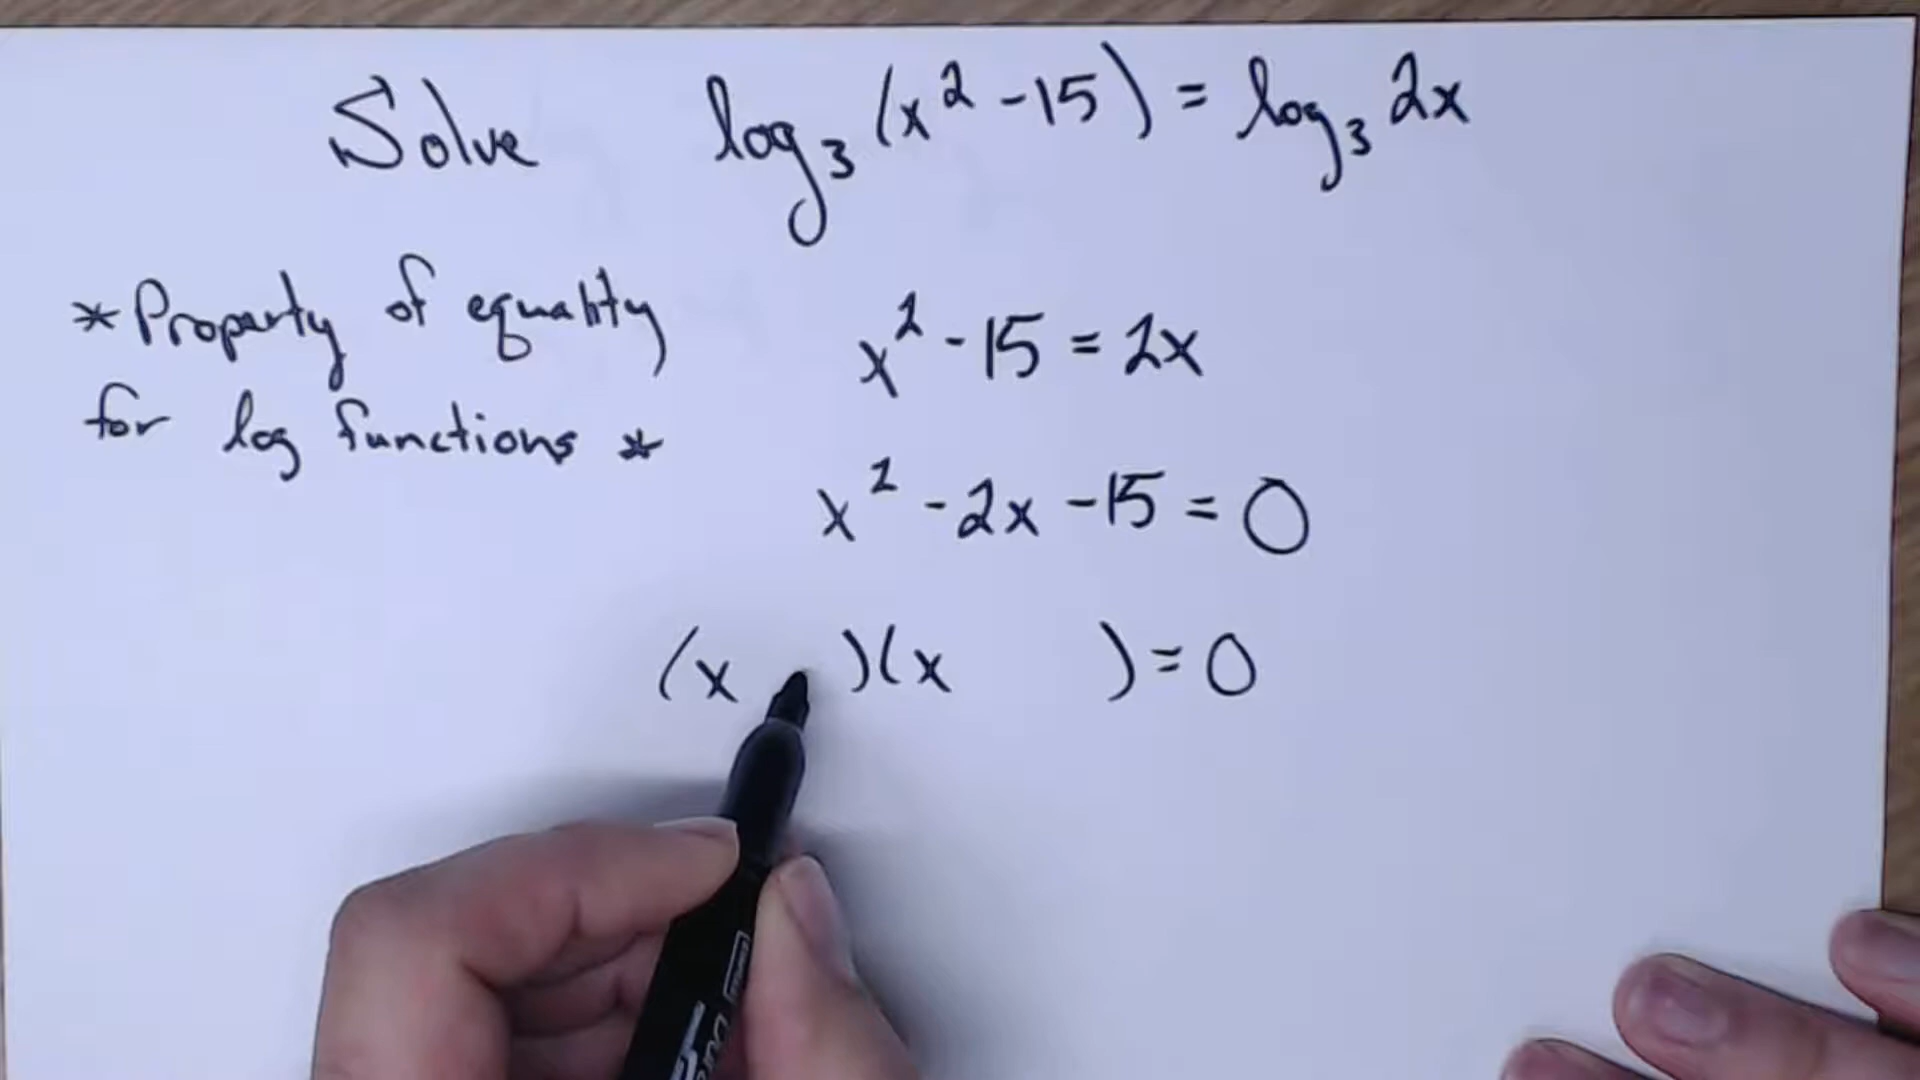 Solve log₃(x² - 15) = log₃ 2x
* Property of equality
for log functions *
x² - 15 = 2x
x² - 2x - 15 = 0
(x )(x ) = 0